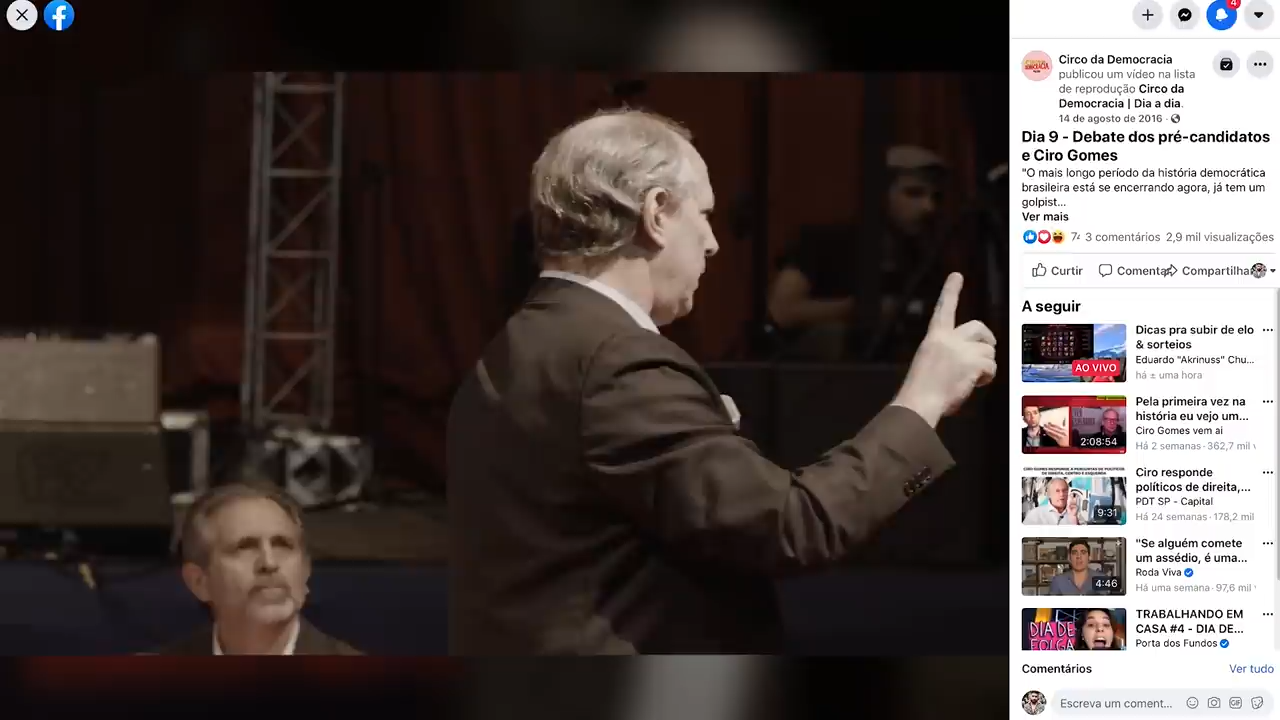 4
Circo da Democracia
publicou um vídeo na lista
de reprodução Circo da
Democracia | Dia a dia.
14 de agosto de 2016 ·
Dia 9 - Debate dos pré-candidatos
e Ciro Gomes
"O mais longo período da história democrática
brasileira está se encerrando agora, já tem um
golpist...
Ver mais
74 3 comentários 2,9 mil visualizações
Curtir Comenta Compartilha
A seguir
Dicas pra subir de elo
& sorteios
Eduardo "Akrinuss" Chu...
AO VIVO
há ± uma hora
Pela primeira vez na
história eu vejo um...
Ciro Gomes vem ai
2:08:54
Há 2 semanas · 362,7 mil
Ciro responde
políticos de direita,...
PDT SP - Capital
9:31
Há 24 semanas · 178,2 mil
"Se alguém comete
um assédio, é uma...
Roda Viva
4:46
Há uma semana · 97,6 mil
TRABALHANDO EM
CASA #4 - DIA DE...
DIA DE
FOLGA
Porta dos Fundos
Comentários Ver tudo
Escreva um coment...
GIF